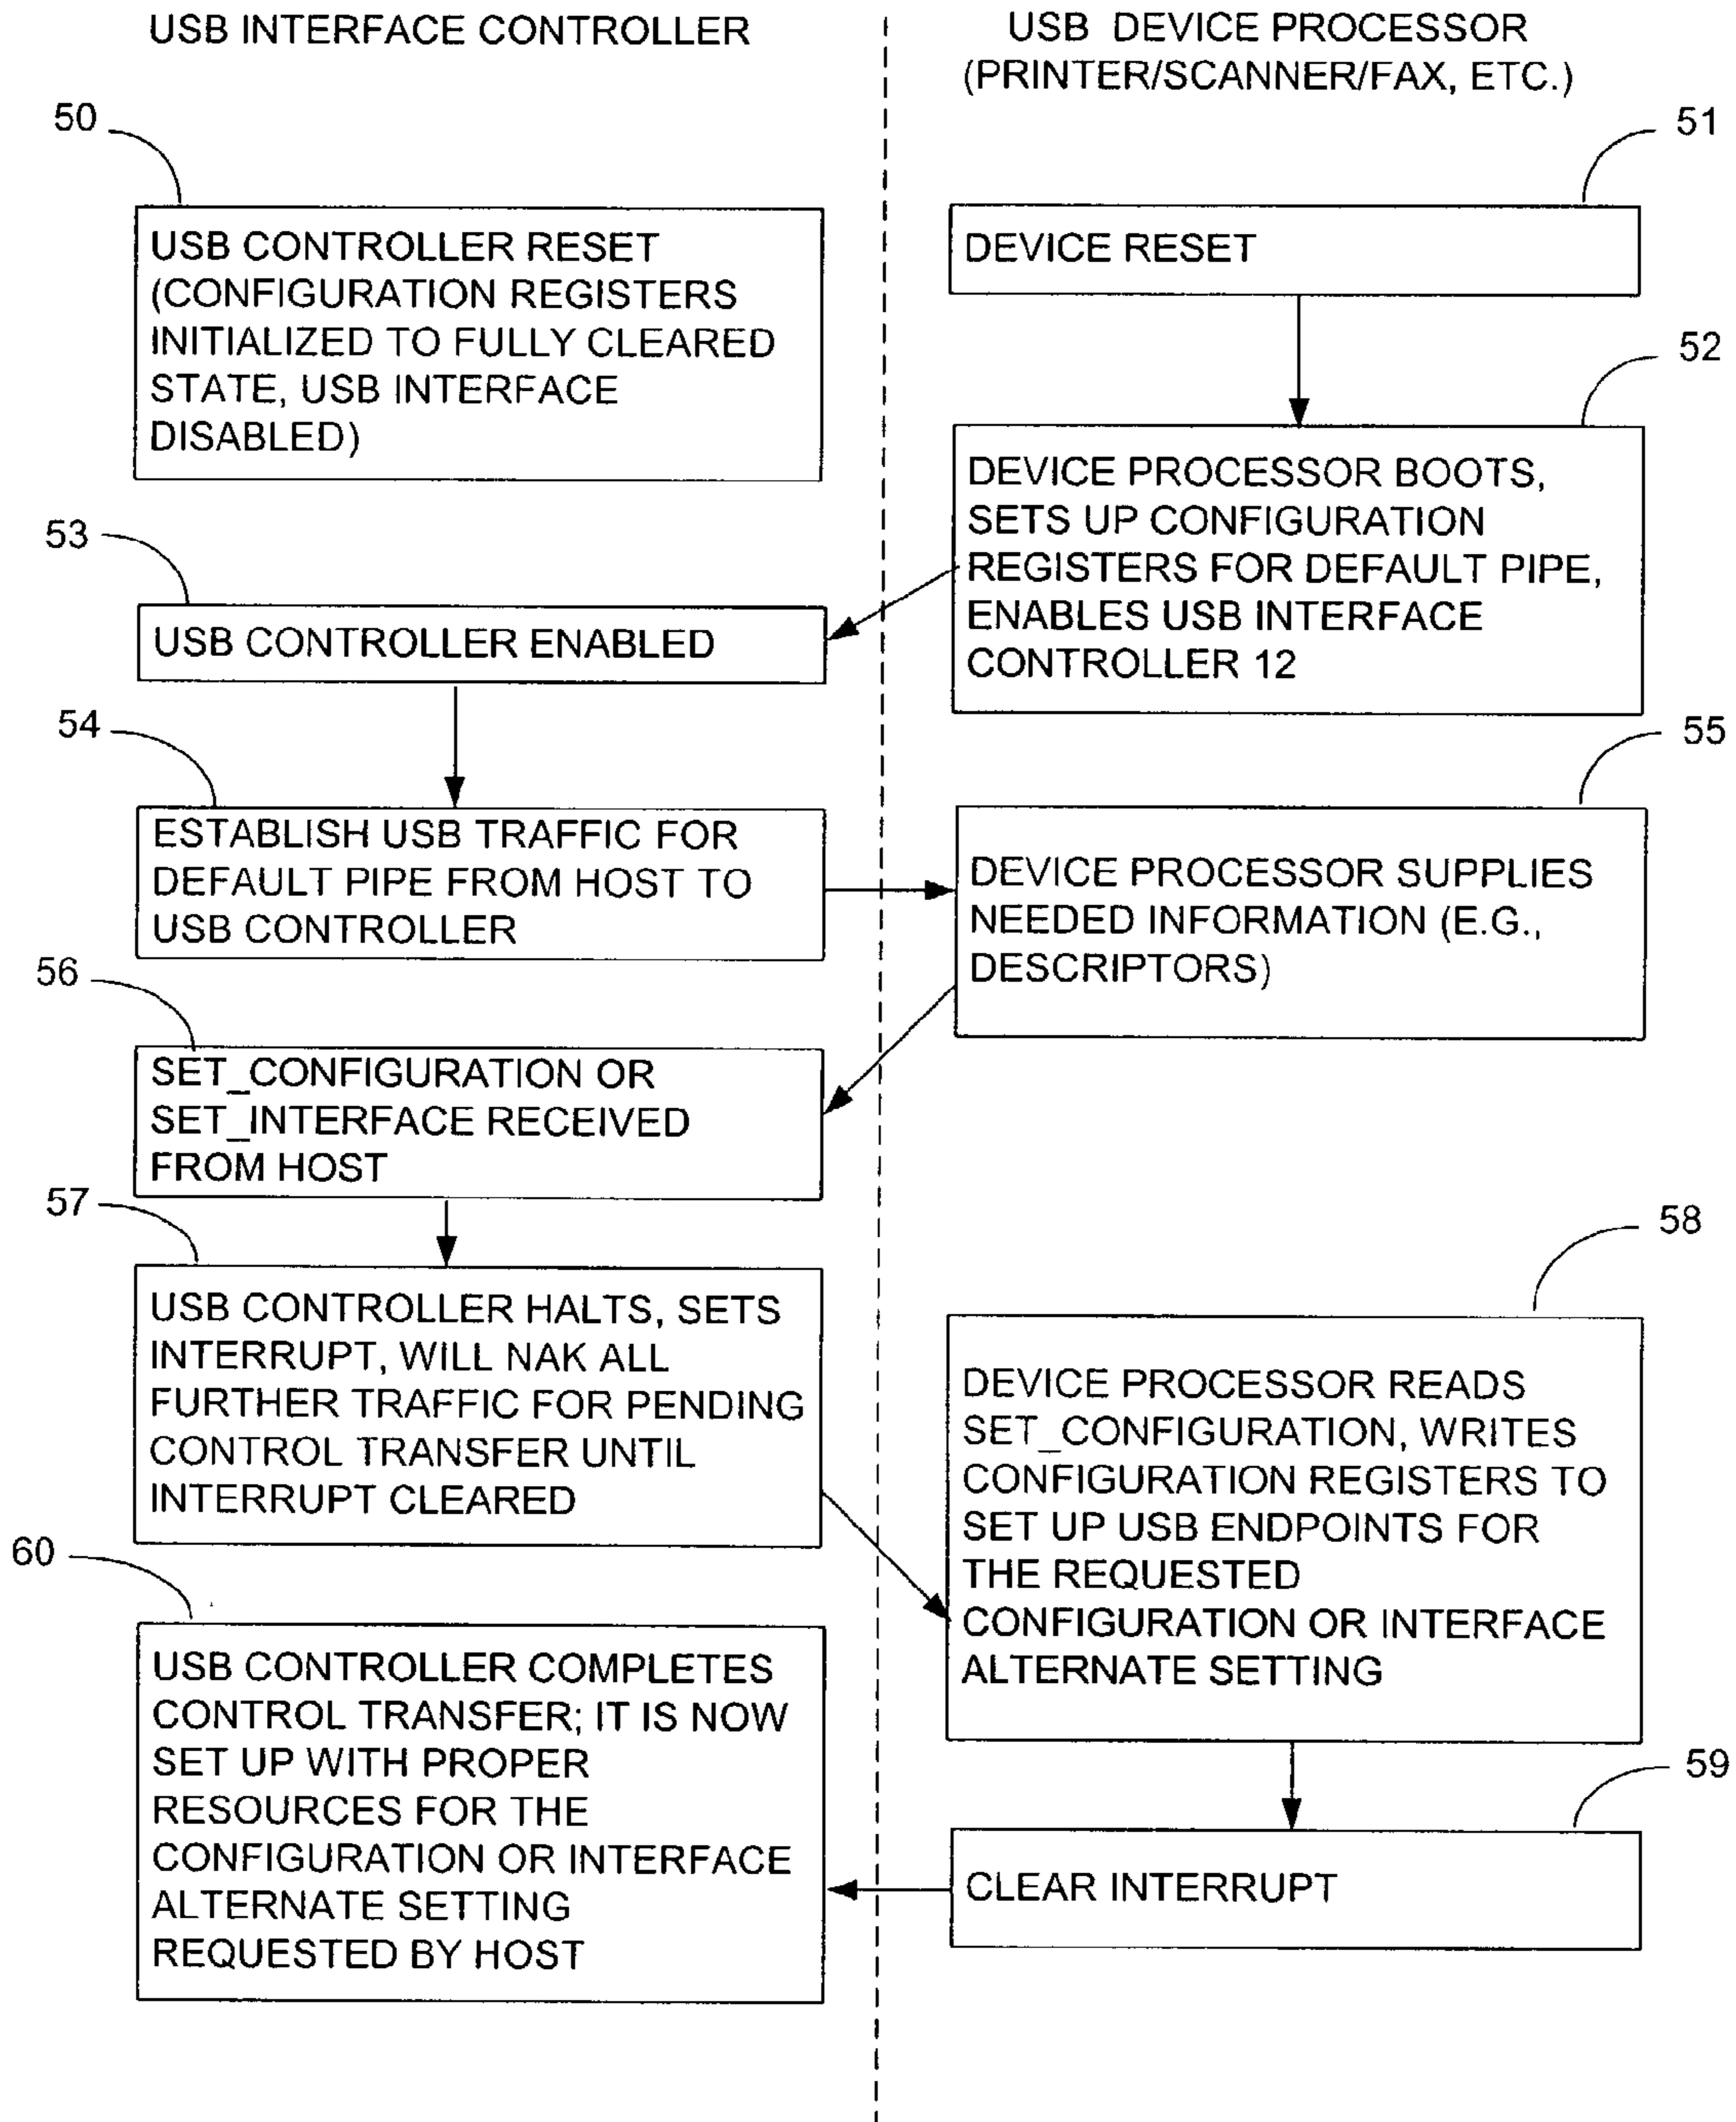 USB INTERFACE CONTROLLER
USB DEVICE PROCESSOR
(PRINTER/SCANNER/FAX, ETC.)
50
USB CONTROLLER RESET
(CONFIGURATION REGISTERS
INITIALIZED TO FULLY CLEARED
STATE, USB INTERFACE
DISABLED)
51
DEVICE RESET
52
DEVICE PROCESSOR BOOTS,
SETS UP CONFIGURATION
REGISTERS FOR DEFAULT PIPE,
ENABLES USB INTERFACE
CONTROLLER 12
53
USB CONTROLLER ENABLED
54
ESTABLISH USB TRAFFIC FOR
DEFAULT PIPE FROM HOST TO
USB CONTROLLER
55
DEVICE PROCESSOR SUPPLIES
NEEDED INFORMATION (E.G.,
DESCRIPTORS)
56
SET_CONFIGURATION OR
SET_INTERFACE RECEIVED
FROM HOST
57
USB CONTROLLER HALTS, SETS
INTERRUPT, WILL NAK ALL
FURTHER TRAFFIC FOR PENDING
CONTROL TRANSFER UNTIL
INTERRUPT CLEARED
58
DEVICE PROCESSOR READS
SET_CONFIGURATION, WRITES
CONFIGURATION REGISTERS TO
SET UP USB ENDPOINTS FOR
THE REQUESTED
CONFIGURATION OR INTERFACE
ALTERNATE SETTING
59
CLEAR INTERRUPT
60
USB CONTROLLER COMPLETES
CONTROL TRANSFER; IT IS NOW
SET UP WITH PROPER
RESOURCES FOR THE
CONFIGURATION OR INTERFACE
ALTERNATE SETTING
REQUESTED BY HOST